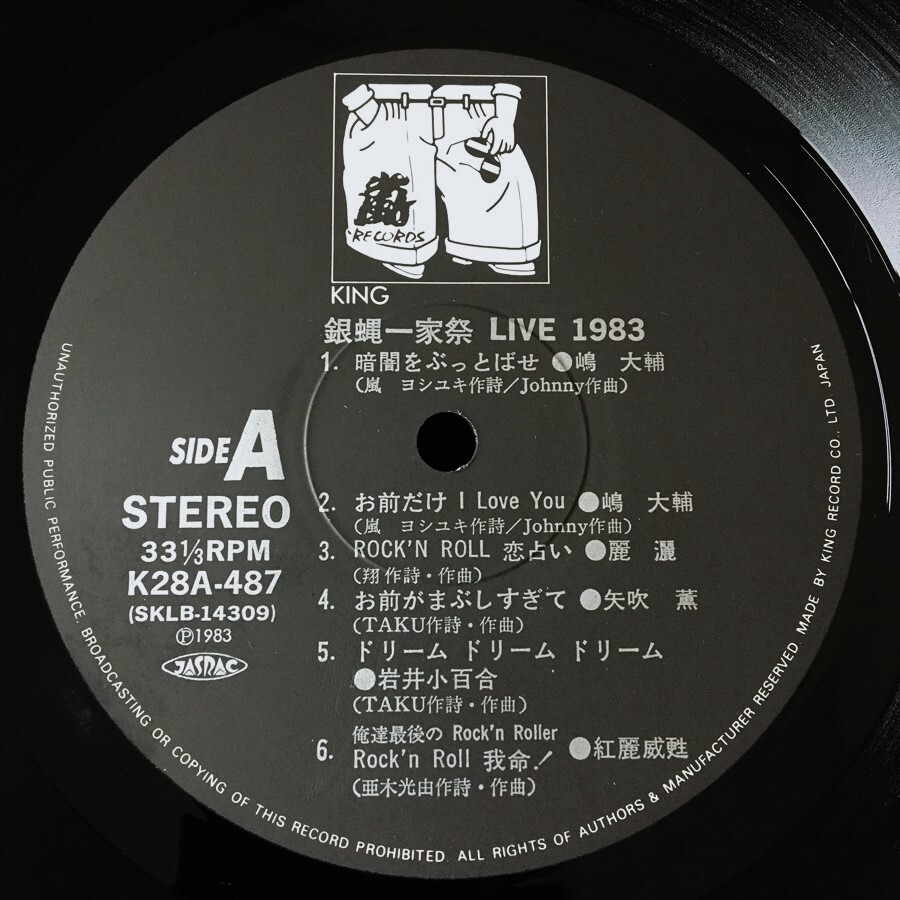 嵐
RECORDS
KING
銀蝿一家祭 LIVE 1983
1. 暗闇をぶっとばせ ●嶋 大輔
(嵐 ヨシユキ作詩/Johnny作曲)
SIDE A
STEREO
33⅓RPM
K28A-487
(SKLB-14309)
Ⓟ1983
JASRAC
2. お前だけ I Love You ●嶋 大輔
(嵐 ヨシユキ作詩/Johnny作曲)
3. ROCK'N ROLL 恋占い ●麗 灑
(翔作詩・作曲)
4. お前がまぶしすぎて ●矢吹 薫
(TAKU作詩・作曲)
5. ドリーム ドリーム ドリーム
●岩井小百合
(TAKU作詩・作曲)
俺達最後の Rock'n Roller
6. Rock'n Roll 我命! ●紅麗威甦
(亜木光由作詩・作曲)
UNAUTHORIZED PUBLIC PERFORMANCE, BROADCASTING OR COPYING OF THIS RECORD PROHIBITED. ALL RIGHTS OF AUTHORS & MANUFACTURER RESERVED. MADE BY KING RECORD CO., LTD JAPAN